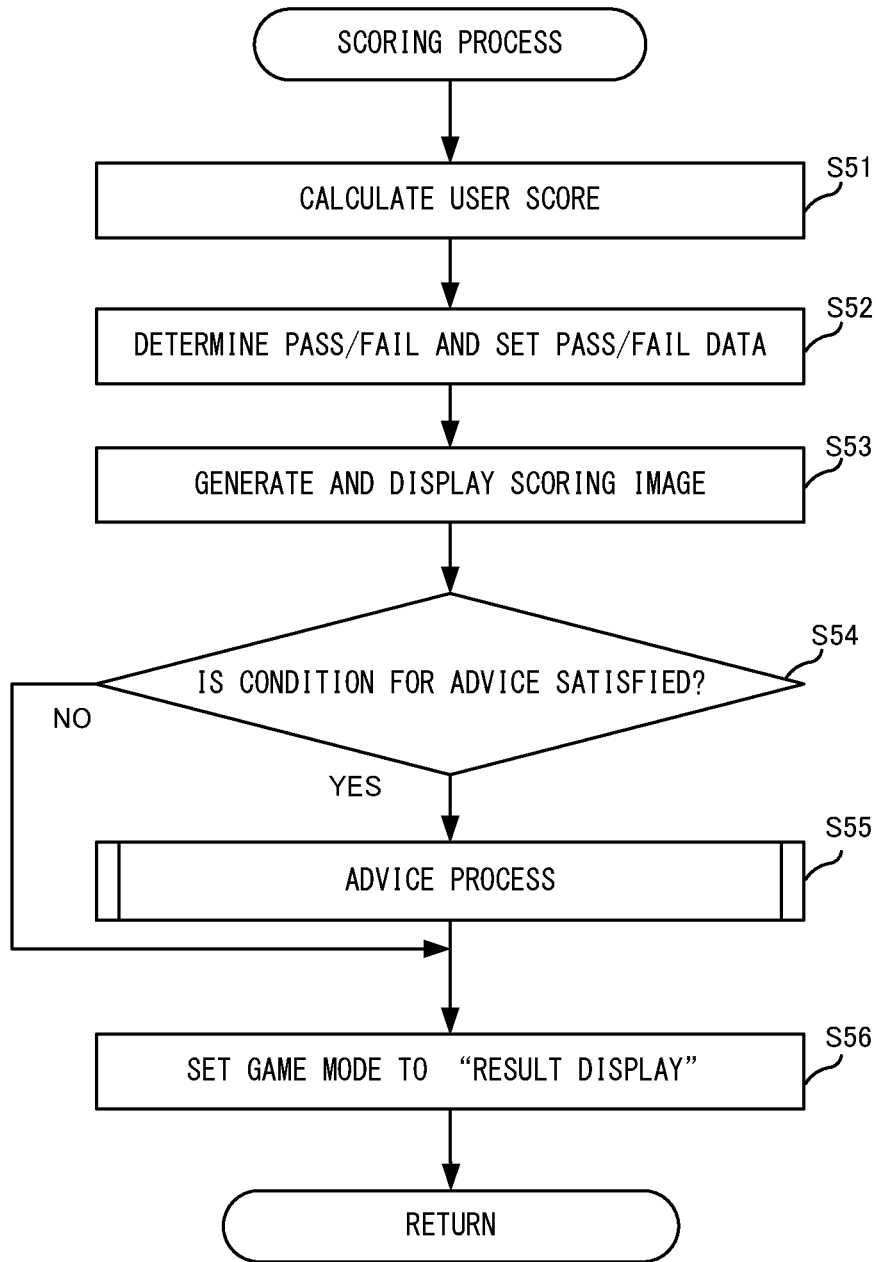 SCORING PROCESS
S51
CALCULATE USER SCORE
S52
DETERMINE PASS/FAIL AND SET PASS/FAIL DATA
S53
GENERATE AND DISPLAY SCORING IMAGE
S54
IS CONDITION FOR ADVICE SATISFIED?
NO
YES
S55
ADVICE PROCESS
S56
SET GAME MODE TO “RESULT DISPLAY”
RETURN